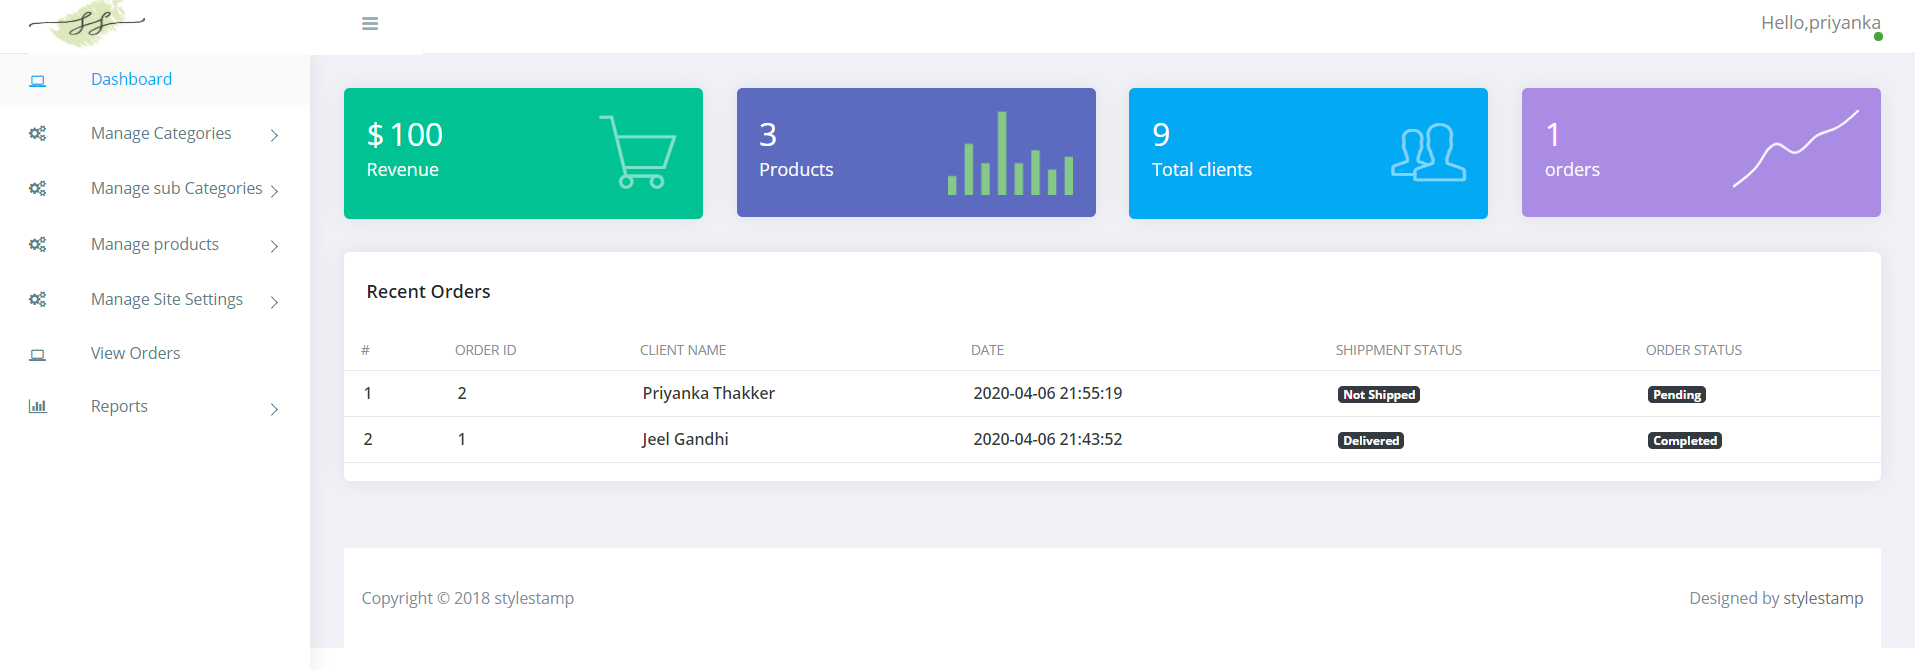 SS
Hello,priyanka
Dashboard
Manage Categories
Manage sub Categories
Manage products
Manage Site Settings
View Orders
Reports
$ 100
Revenue
3
Products
9
Total clients
1
orders
Recent Orders
# ORDER ID CLIENT NAME DATE SHIPPMENT STATUS ORDER STATUS
1 2 Priyanka Thakker 2020-04-06 21:55:19 Not Shipped Pending
2 1 Jeel Gandhi 2020-04-06 21:43:52 Delivered Completed
Copyright © 2018 stylestamp
Designed by stylestamp